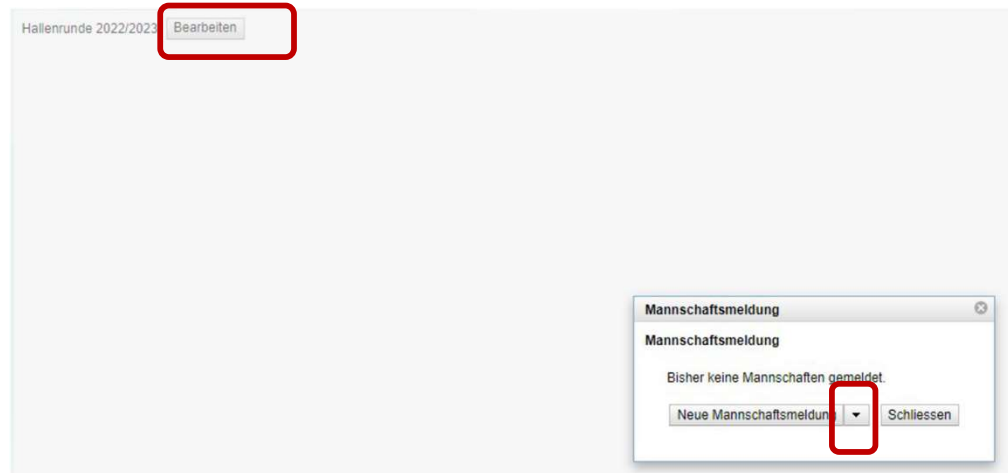 Hallenrunde 2022/2023 Bearbeiten
Mannschaftsmeldung
Mannschaftsmeldung
Bisher keine Mannschaften gemeldet.
Neue Mannschaftsmeldung Schliessen